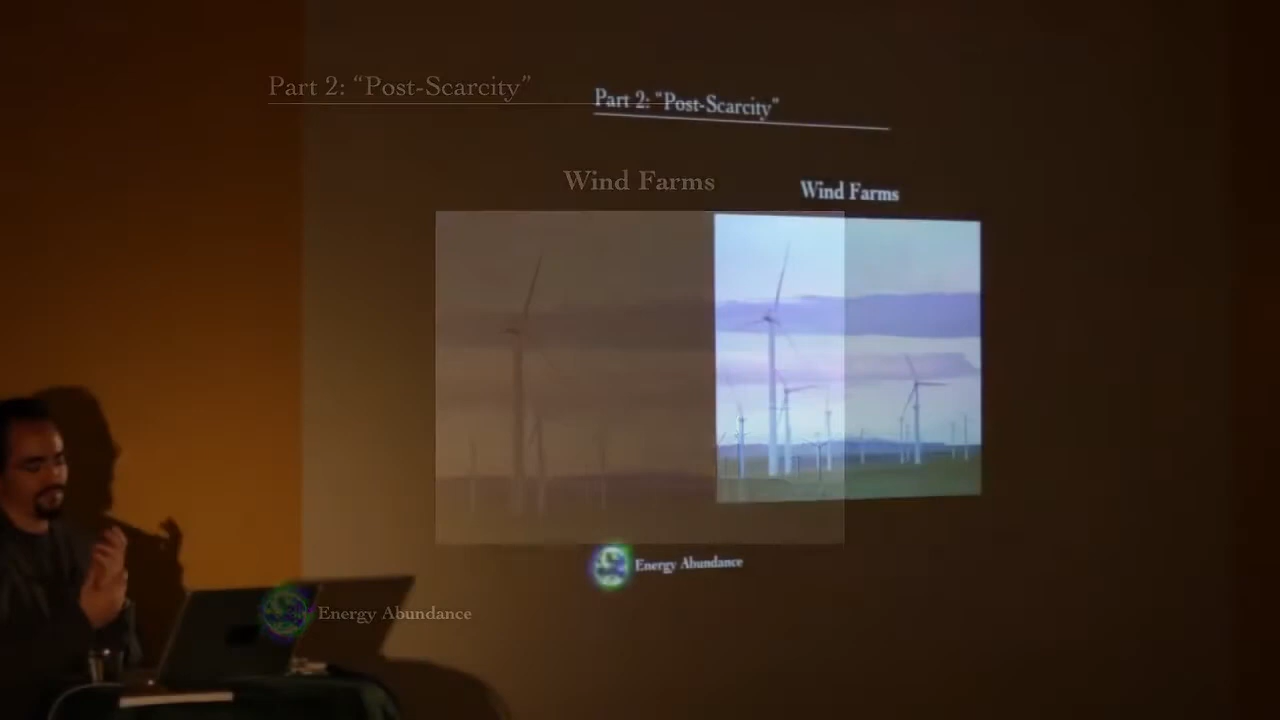 Part 2: “Post-Scarcity”
Part 2: “Post-Scarcity”
Wind Farms
Wind Farms
Energy Abundance
Energy Abundance